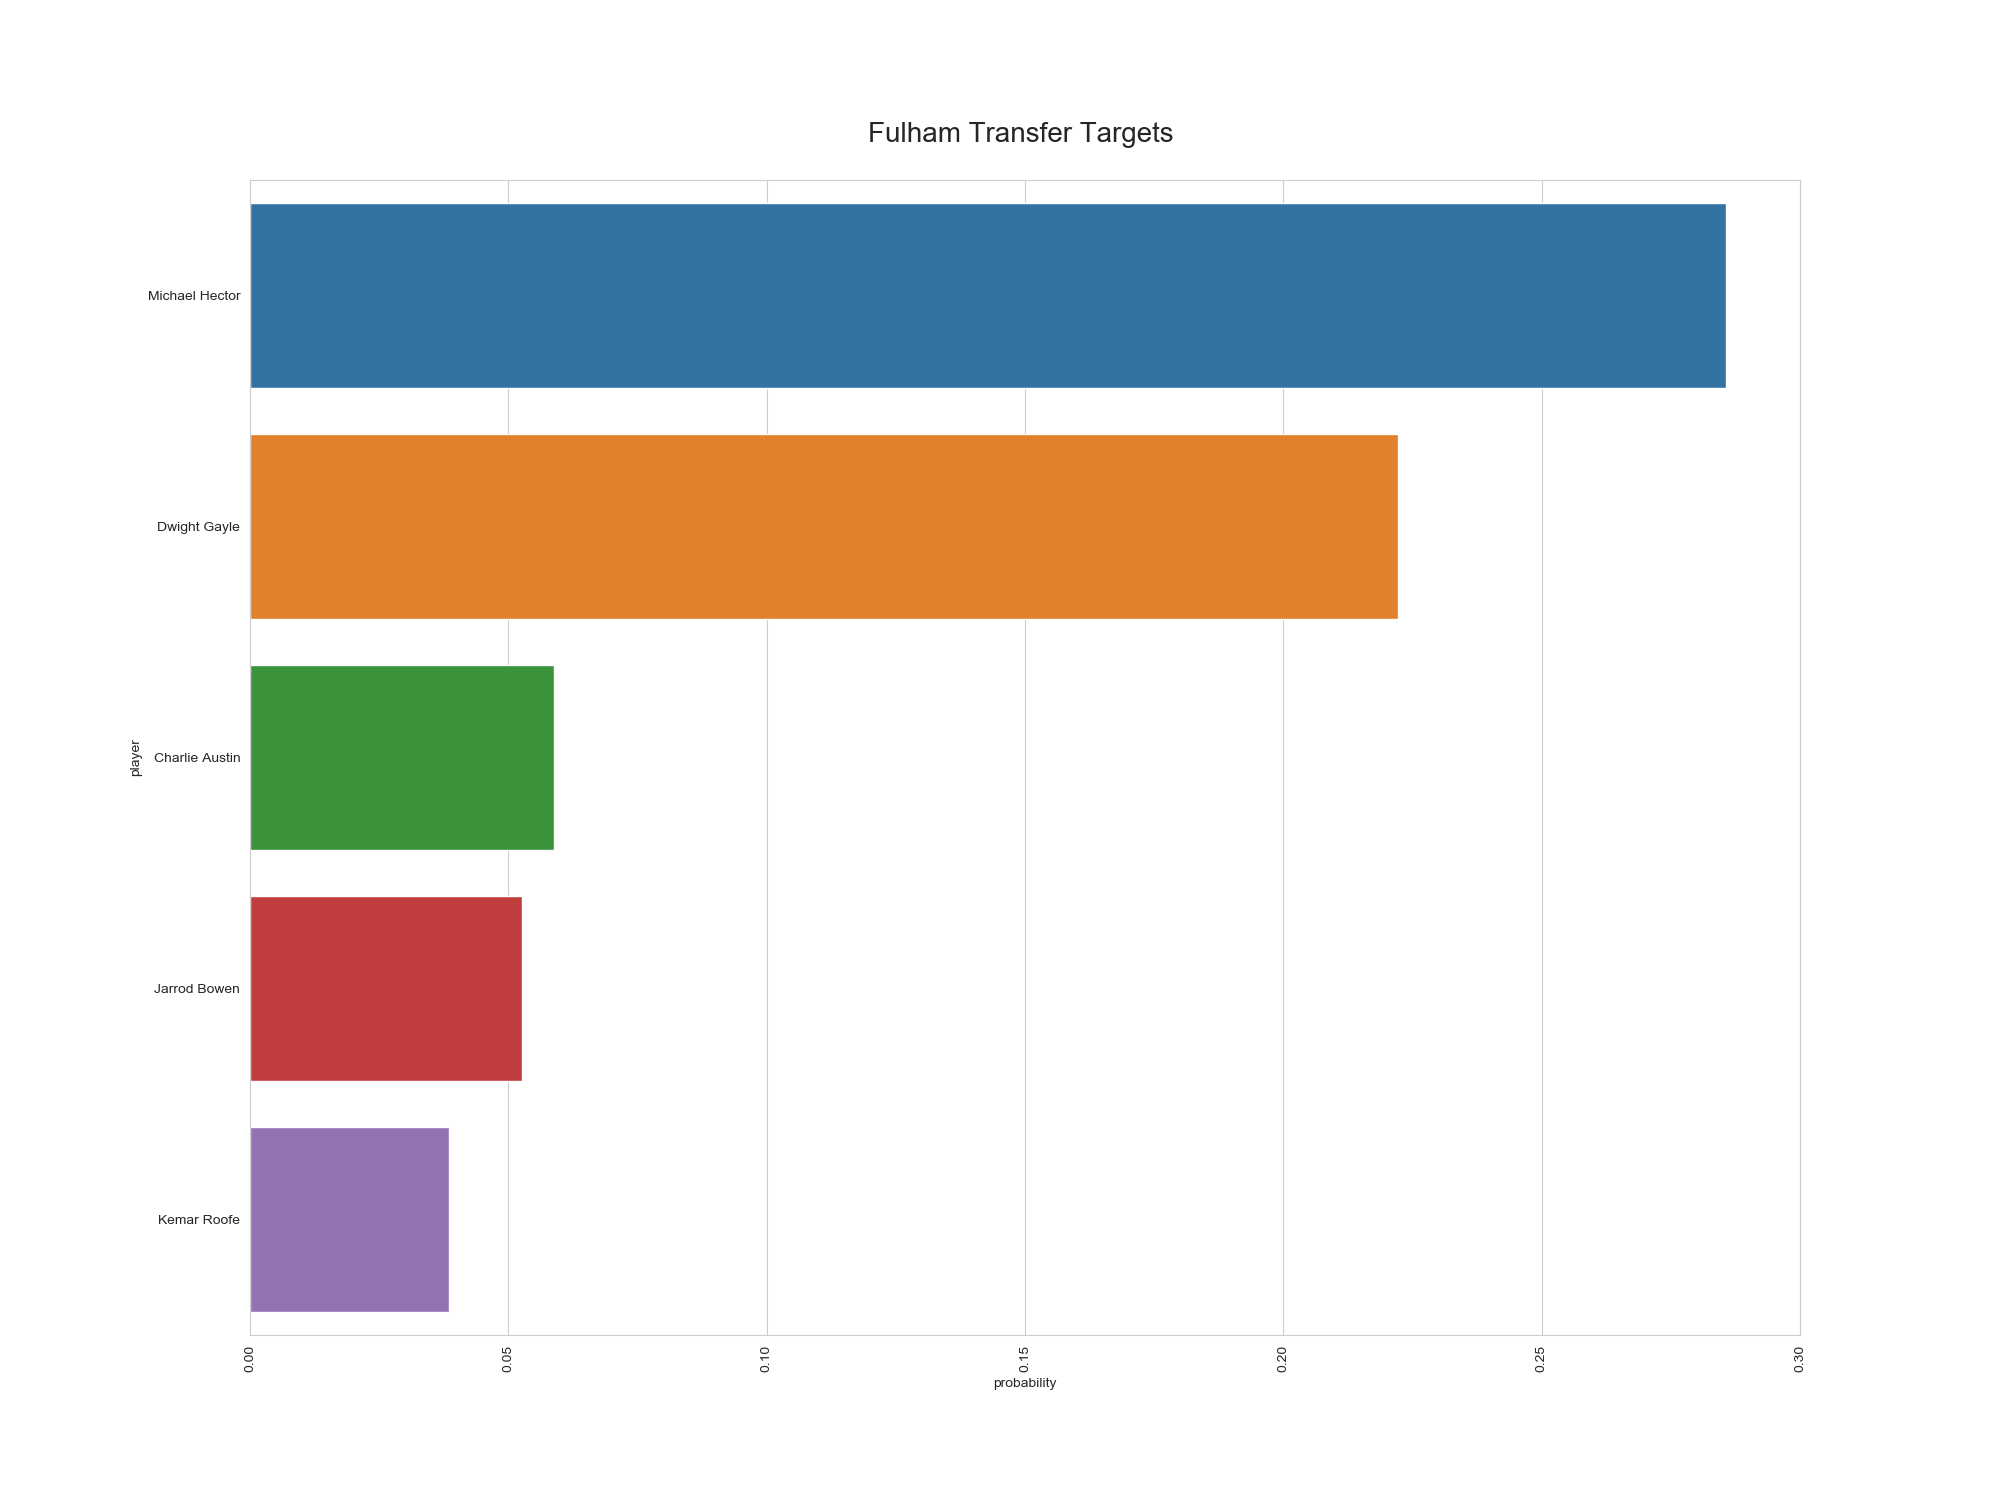 Fulham Transfer Targets
Michael Hector
Dwight Gayle
Charlie Austin
Jarrod Bowen
Kemar Roofe
player
0.00
0.05
0.10
0.15
0.20
0.25
0.30
probability